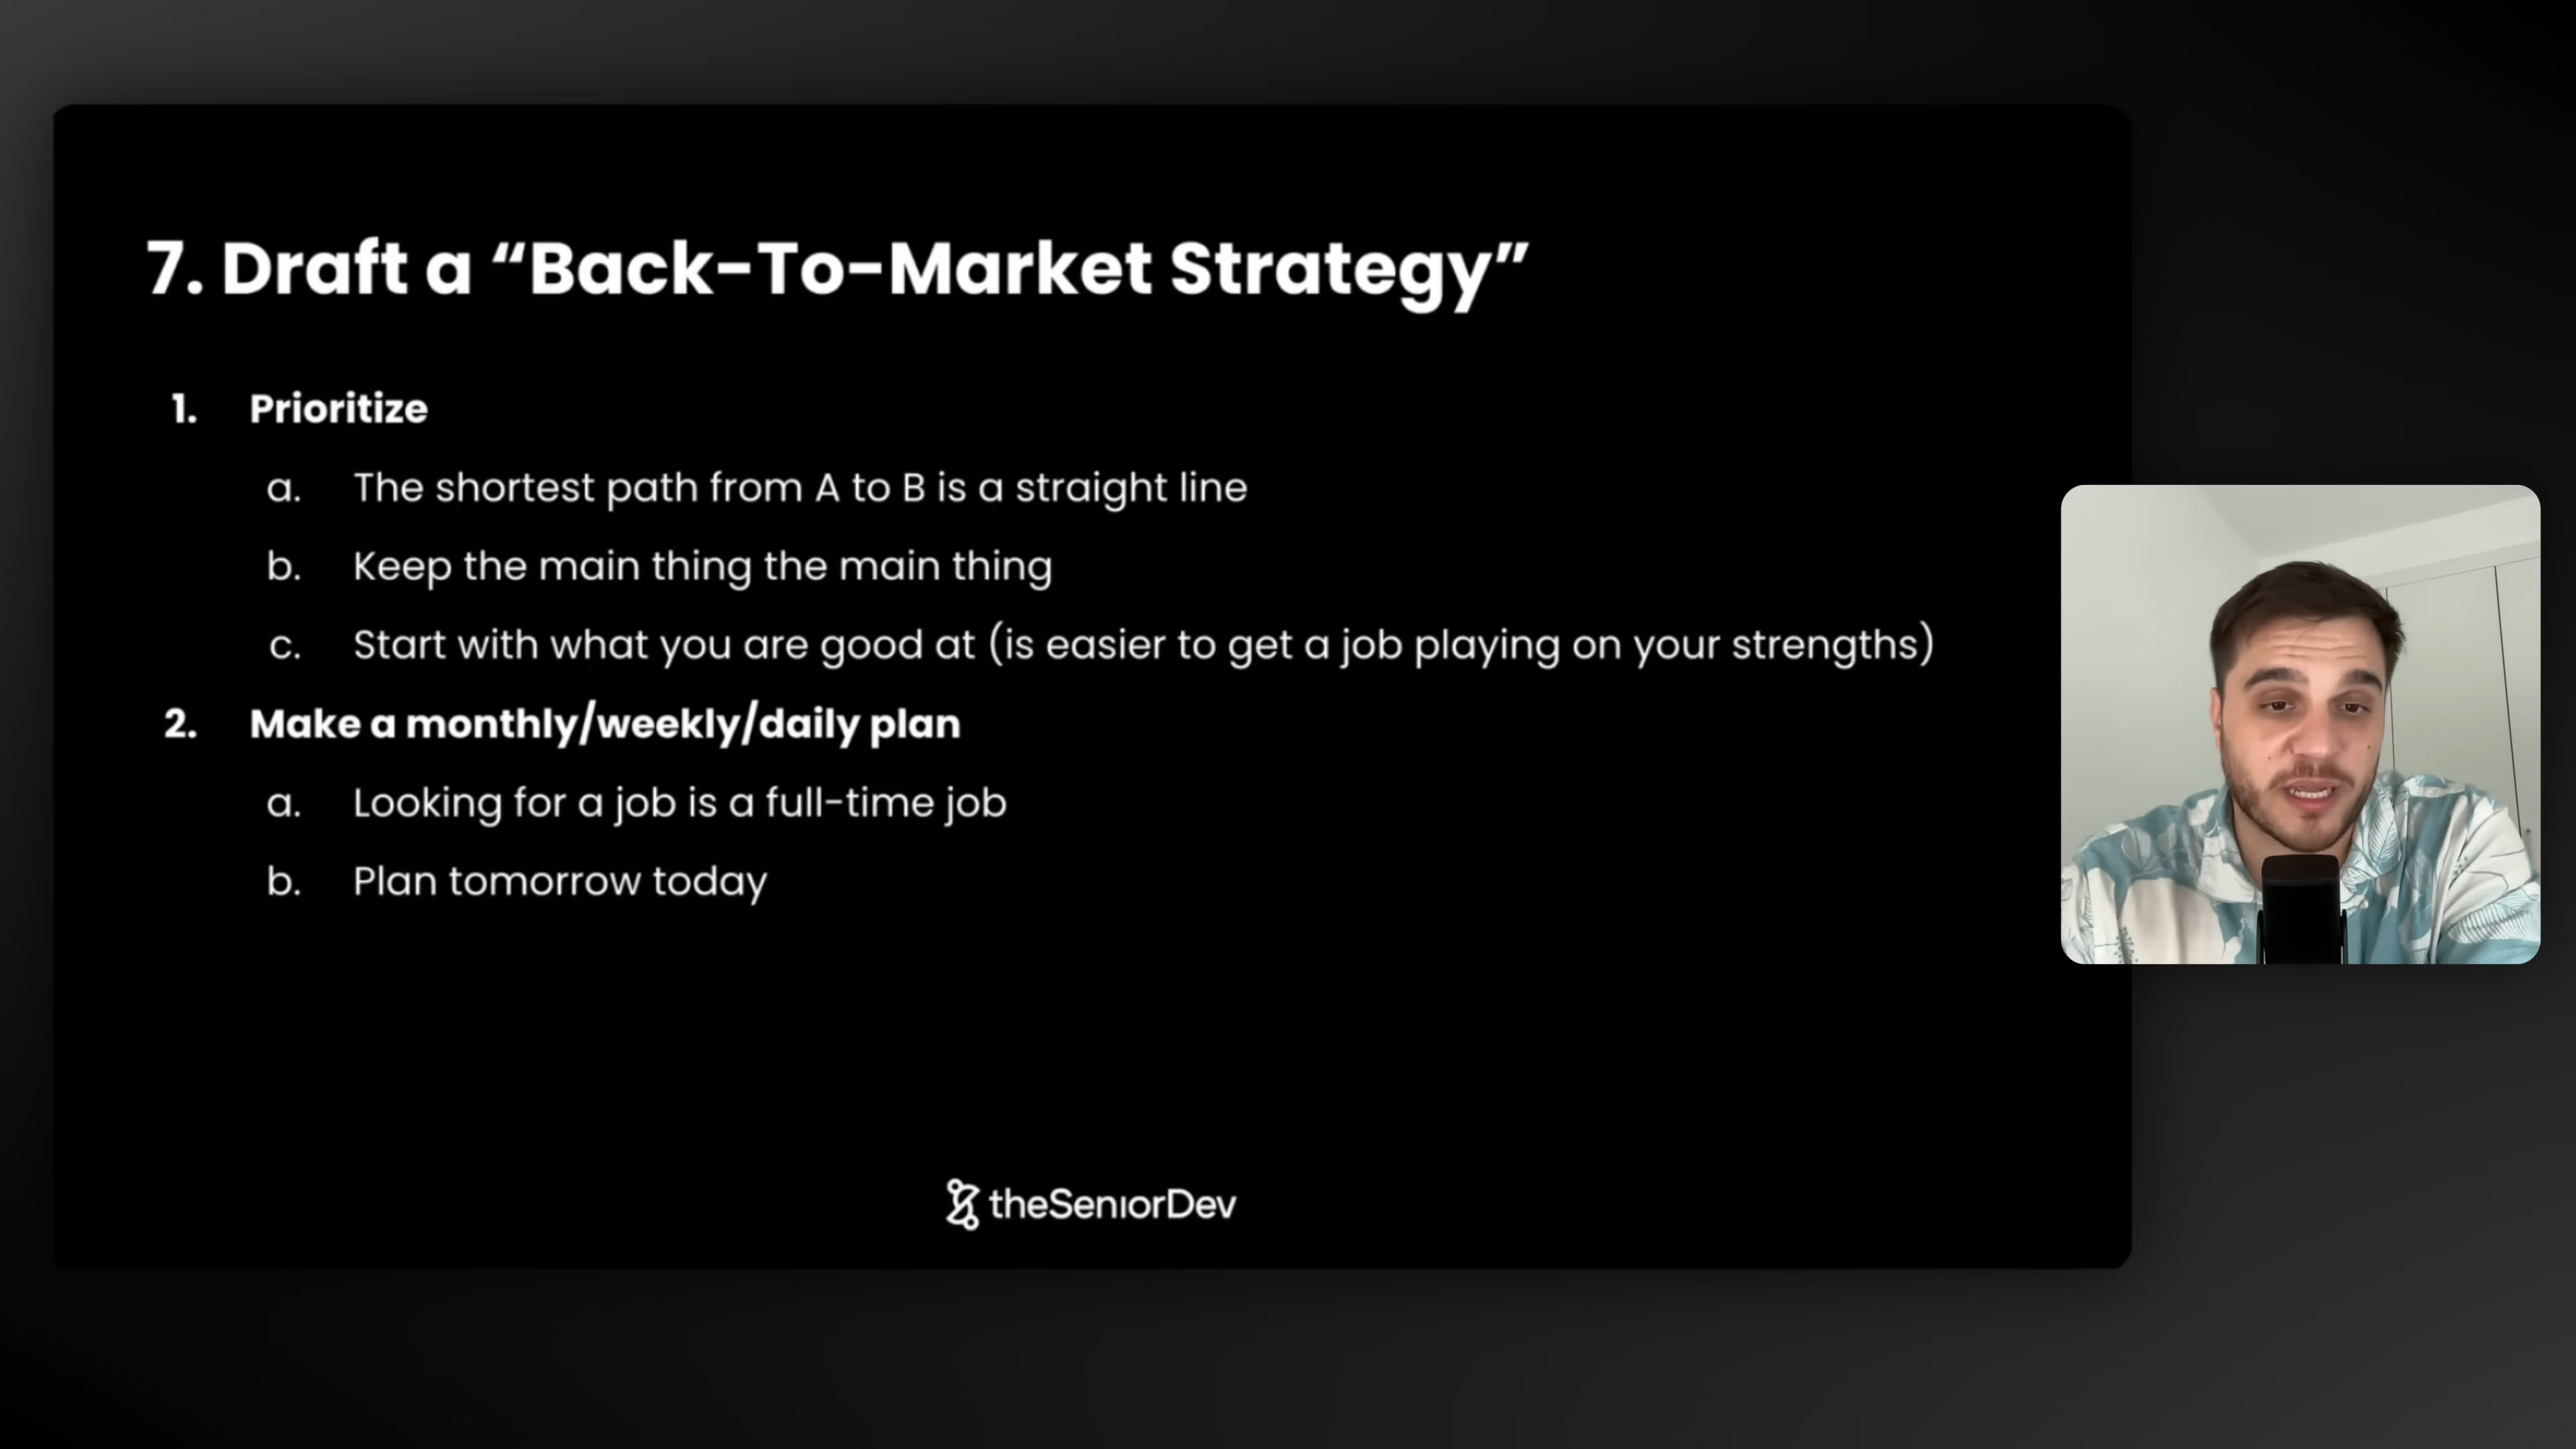 7. Draft a “Back-To-Market Strategy”
1. Prioritize
a. The shortest path from A to B is a straight line
b. Keep the main thing the main thing
c. Start with what you are good at (is easier to get a job playing on your strengths)
2. Make a monthly/weekly/daily plan
a. Looking for a job is a full-time job
b. Plan tomorrow today
theSeniorDev